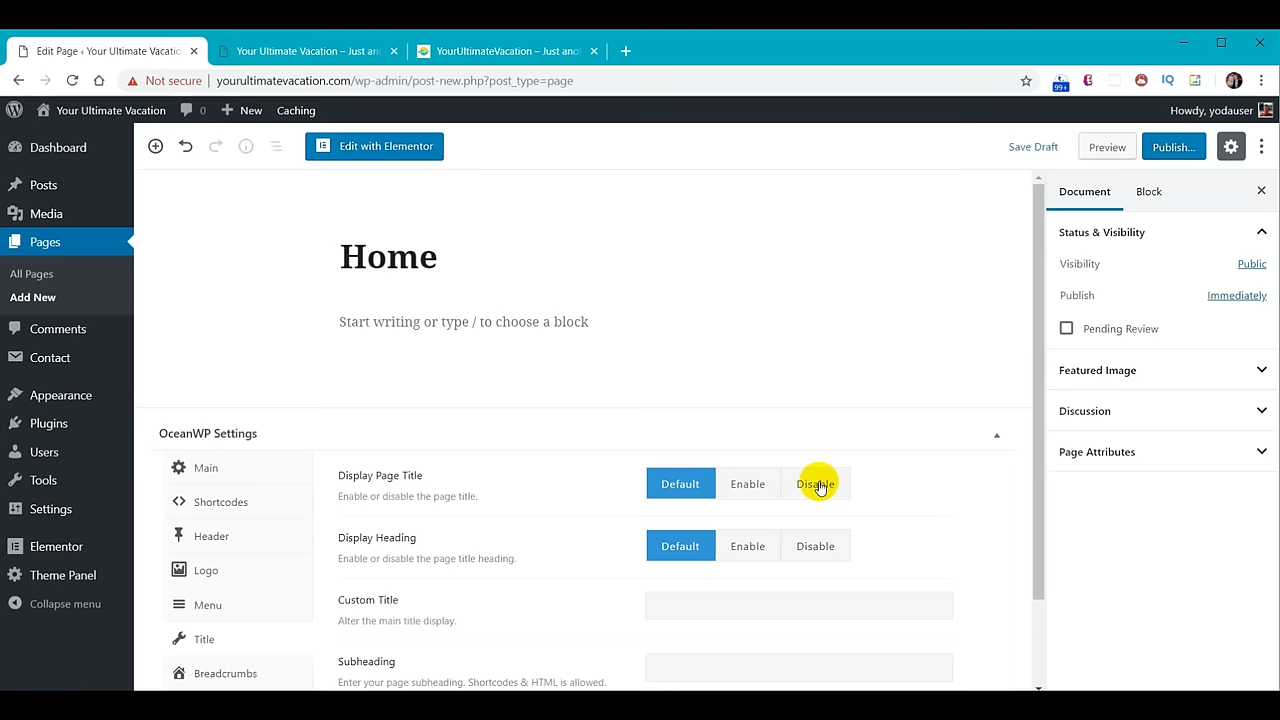 Edit Page ‹ Your Ultimate Vacatio
Your Ultimate Vacation – Just an
YourUltimateVacation – Just ano
Not secure
yourultimatevacation.com/wp-admin/post-new.php?post_type=page
99+
IQ
Your Ultimate Vacation
0
New
Caching
Howdy, yodauser
Dashboard
Posts
Media
Pages
All Pages
Add New
Comments
Contact
Appearance
Plugins
Users
Tools
Settings
Elementor
Theme Panel
Collapse menu
Edit with Elementor
Save Draft
Preview
Publish...
Home
Start writing or type / to choose a block
OceanWP Settings
Main
Shortcodes
Header
Logo
Menu
Title
Breadcrumbs
Display Page Title
Enable or disable the page title.
Default
Enable
Disable
Display Heading
Enable or disable the page title heading.
Default
Enable
Disable
Custom Title
Alter the main title display.
Subheading
Enter your page subheading. Shortcodes & HTML is allowed.
Document
Block
Status & Visibility
Visibility
Public
Publish
Immediately
Pending Review
Featured Image
Discussion
Page Attributes